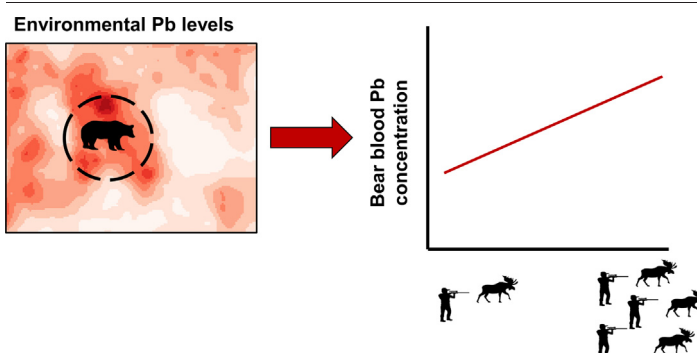 Environmental Pb levels
Bear blood Pb
concentration